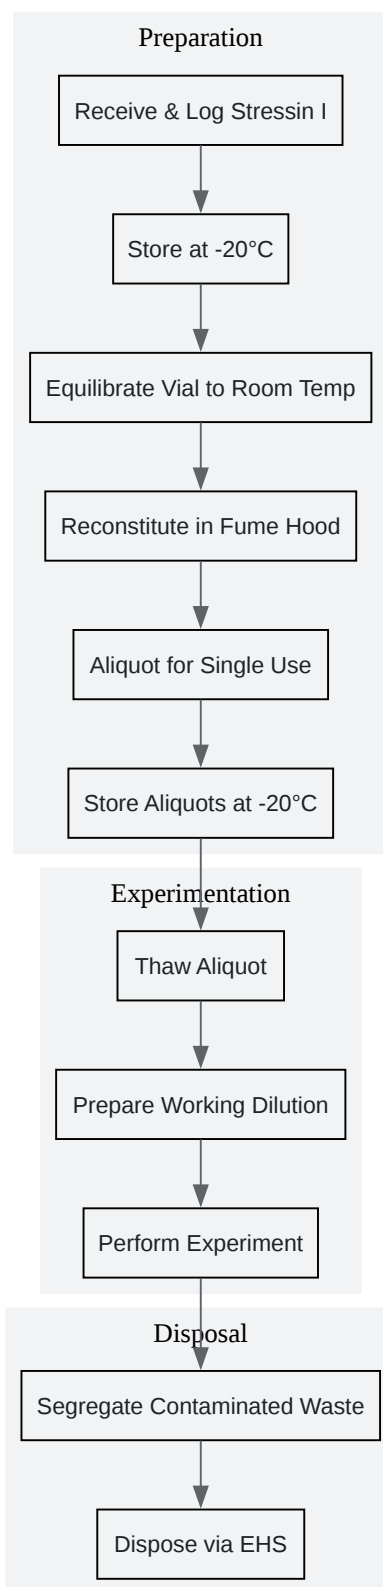 Preparation
Receive & Log Stressin I
Store at -20°C
Equilibrate Vial to Room Temp
Reconstitute in Fume Hood
Aliquot for Single Use
Store Aliquots at -20°C
Experimentation
Thaw Aliquot
Prepare Working Dilution
Perform Experiment
Disposal
Segregate Contaminated Waste
Dispose via EHS